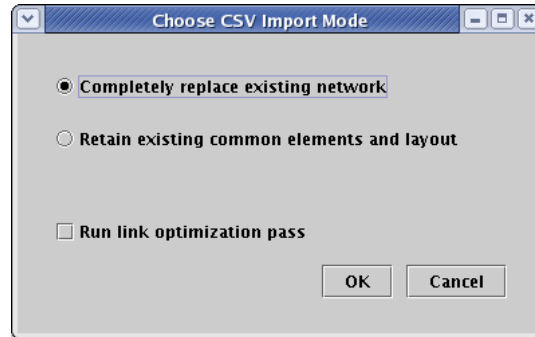 Choose CSV Import Mode
Completely replace existing network
Retain existing common elements and layout
Run link optimization pass
OK Cancel